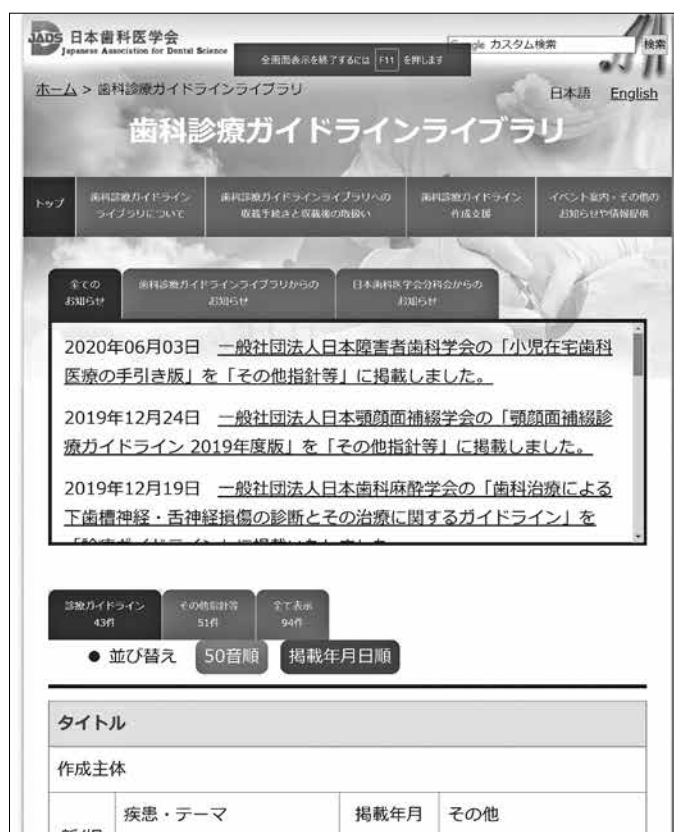 JADS 日本歯科医学会
Japanese Association for Dental Science
全画面表示を終了するには F11 を押します
カスタム検索
検索
ホーム > 歯科診療ガイドラインライブラリ
日本語 English
歯科診療ガイドラインライブラリ
トップ
歯科診療ガイドライン
ライブラリについて
歯科診療ガイドラインライブラリへの
収載手続きと収載後の取扱い
歯科診療ガイドライン
作成支援
イベント案内・その他の
お知らせや情報提供
全ての
お知らせ
歯科診療ガイドラインライブラリからの
お知らせ
日本歯科医学会分科会からの
お知らせ
2020年06月03日 一般社団法人日本障害者歯科学会の「小児在宅歯科
医療の手引き版」を「その他指針等」に掲載しました。
2019年12月24日 一般社団法人日本顎顔面補綴学会の「顎顔面補綴診
療ガイドライン 2019年度版」を「その他指針等」に掲載しました。
2019年12月19日 一般社団法人日本歯科麻酔学会の「歯科治療による
下歯槽神経・舌神経損傷の診断とその治療に関するガイドライン」を
診療ガイドライン
43件
その他指針等
51件
全て表示
94件
● 並び替え 50音順 掲載年月日順
タイトル
作成主体
疾患・テーマ
掲載年月
その他